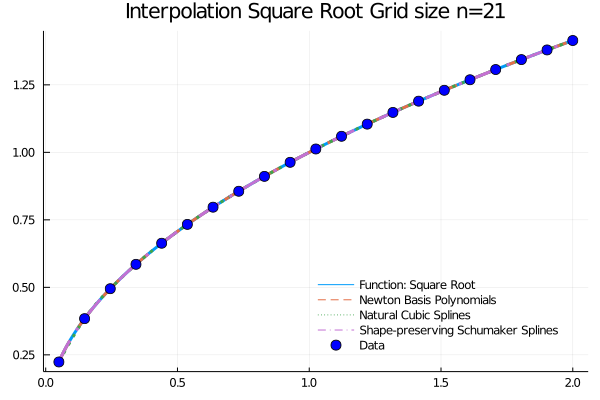 Interpolation Square Root Grid size n=21
1.25
1.00
0.75
0.50
0.25
Function: Square Root
Newton Basis Polynomials
Natural Cubic Splines
Shape-preserving Schumaker Splines
Data
0.0 0.5 1.0 1.5 2.0